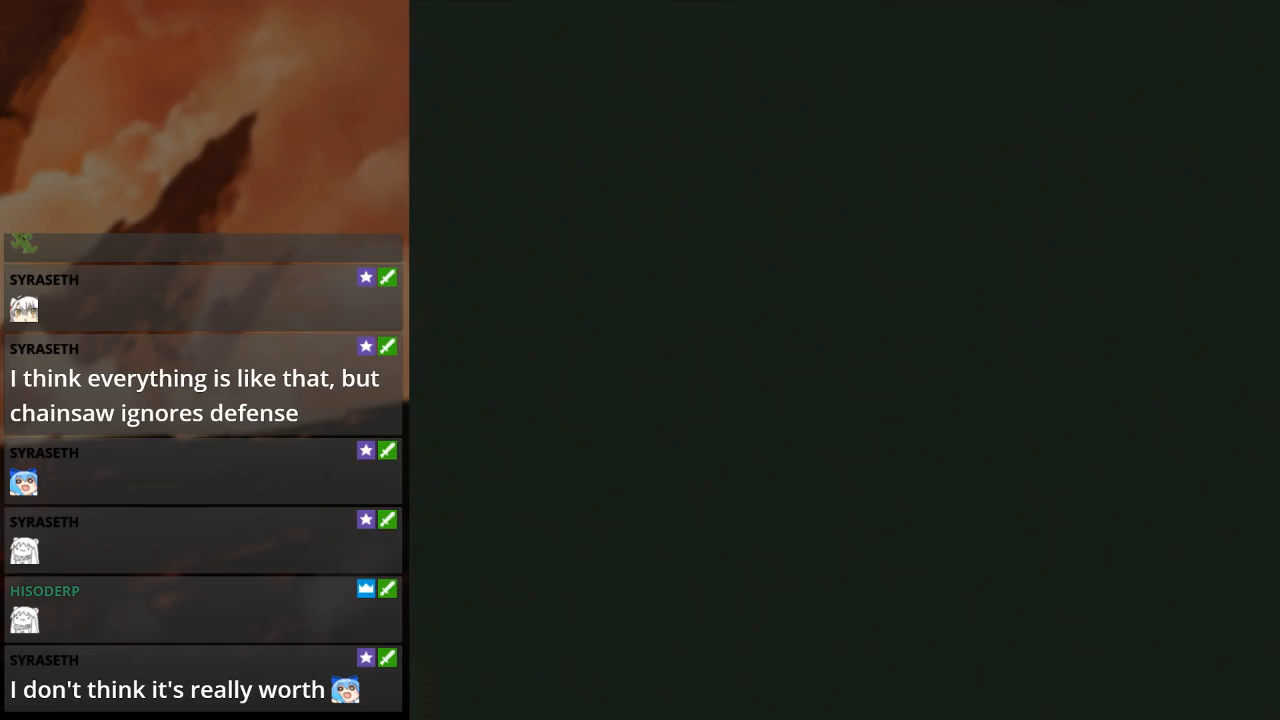 SYRASETH
SYRASETH
I think everything is like that, but
chainsaw ignores defense
SYRASETH
SYRASETH
HISODERP
SYRASETH
I don't think it's really worth